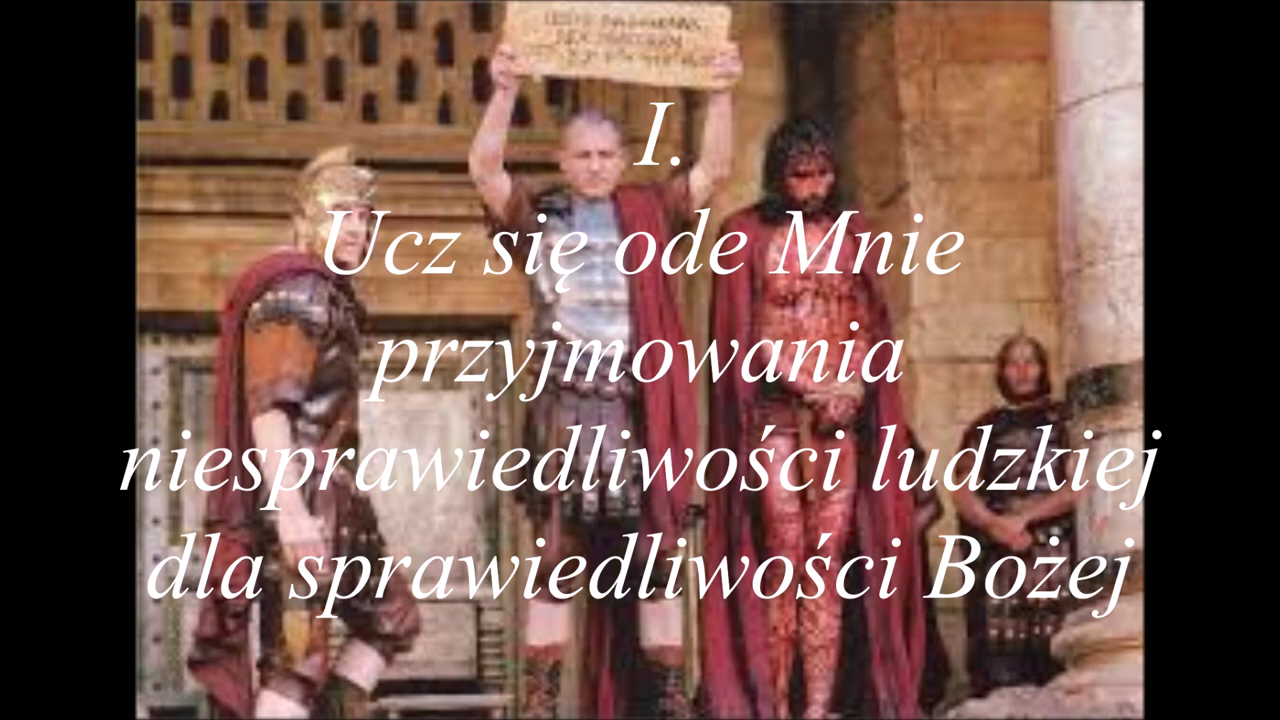 I.
Ucz się ode Mnie
przyjmowania
niesprawiedliwości ludzkiej
dla sprawiedliwości Bożej